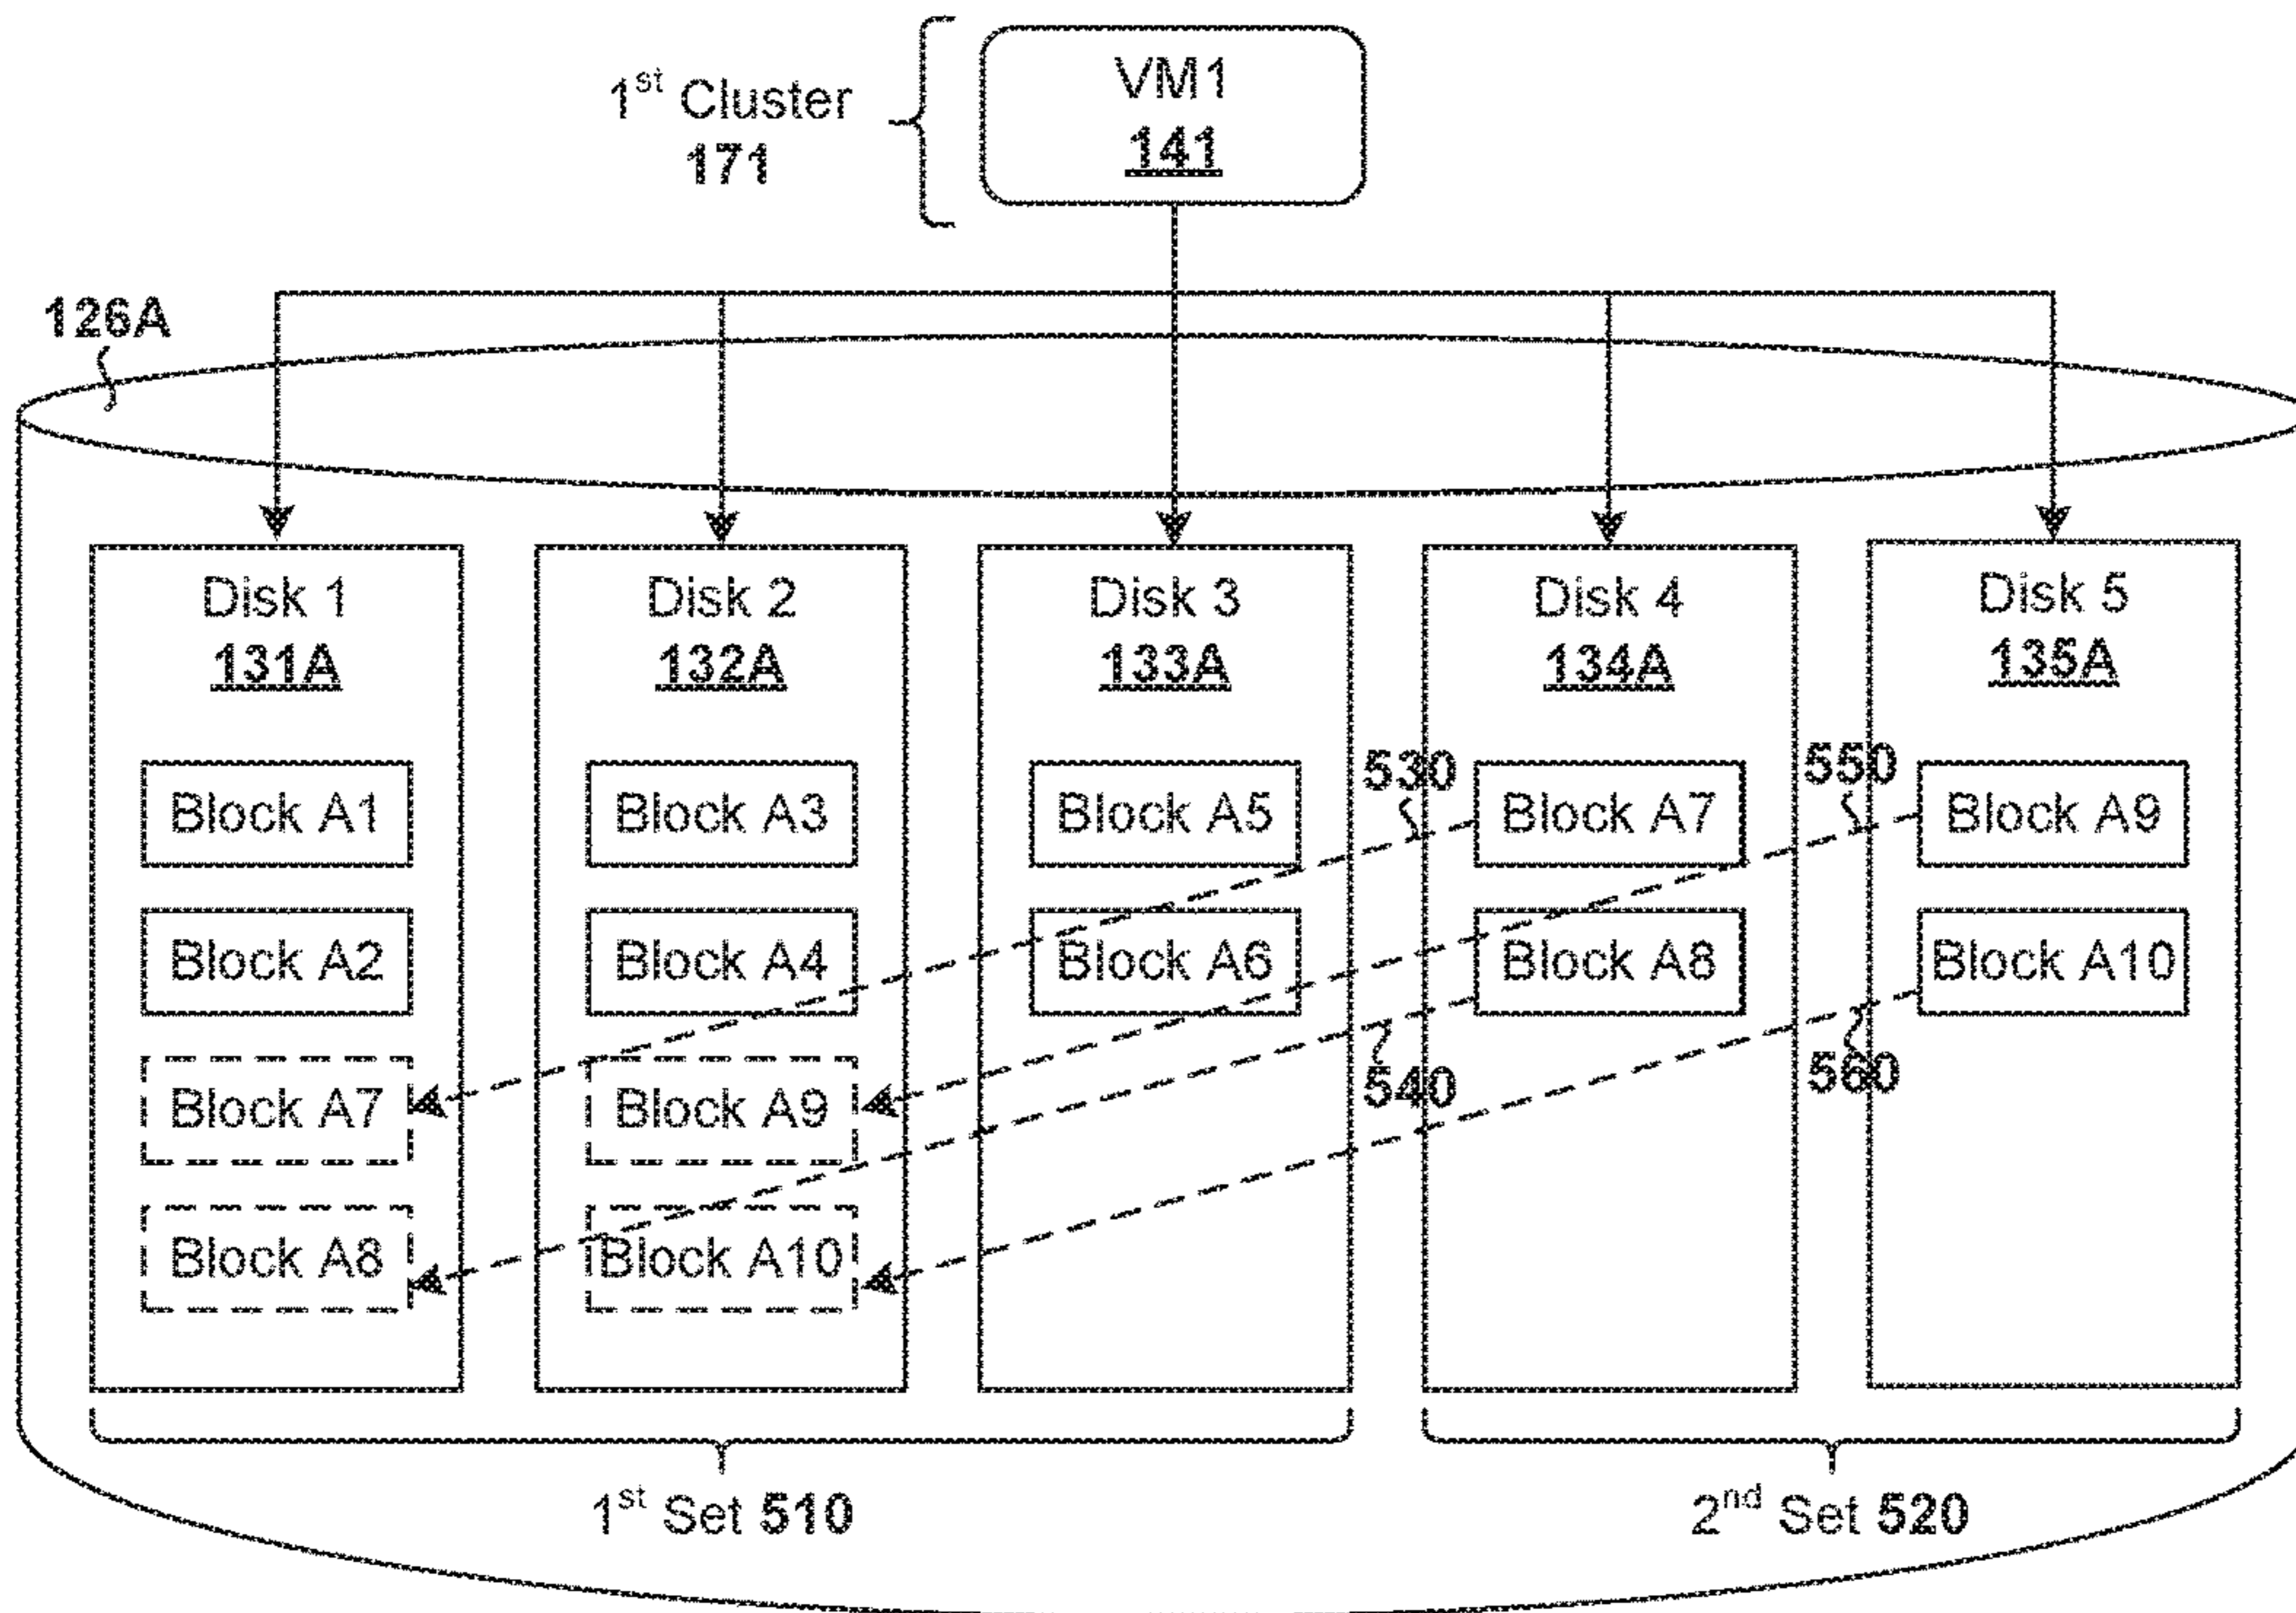 1st Cluster
171
VM1
141
126A
Disk 1
131A
Block A1
Block A2
Block A7
Block A8
Disk 2
132A
Block A3
Block A4
Block A9
Block A10
Disk 3
133A
Block A5
Block A6
530
540
Disk 4
134A
Block A7
Block A8
550
560
Disk 5
135A
Block A9
Block A10
1st Set 510
2nd Set 520